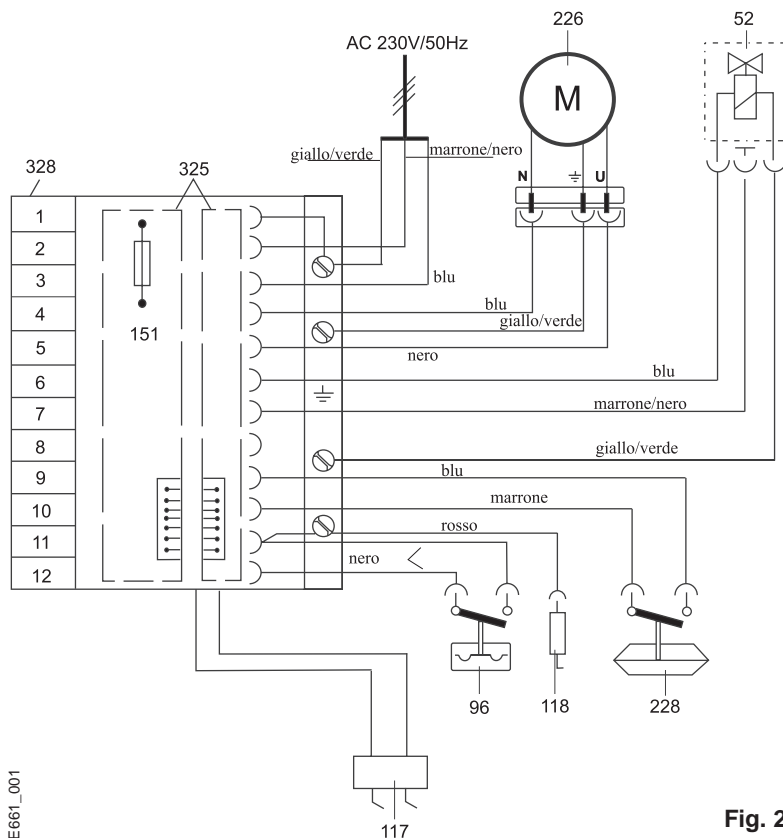 AC 230V/50Hz
226
52
M
giallo/verde
marrone/nero
328
325
N
U
1
2
3
blu
4
blu
giallo/verde
151
5
nero
6
blu
7
marrone/nero
8
giallo/verde
9
blu
10
marrone
11
rosso
12
nero
96
118
228
117
E661_001
Fig. 2